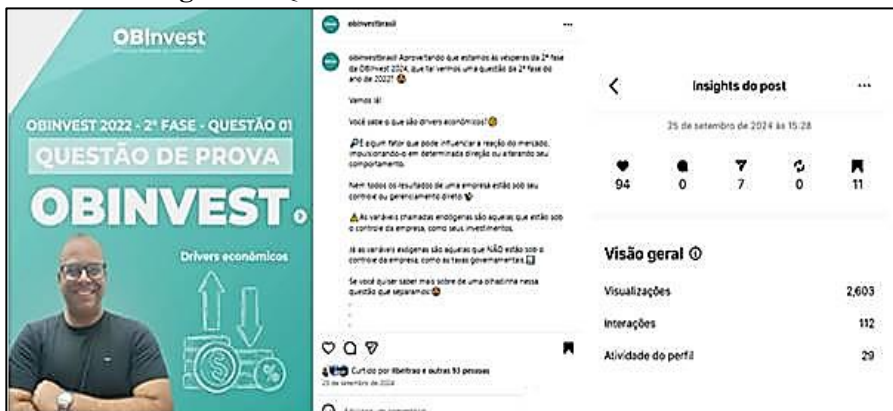 OBInvest
OBINVEST 2022 - 2ª FASE - QUESTÃO 01
QUESTÃO DE PROVA
OBINVEST
Drivers econômicos
obinvestbrasil
obinvestbrasil Aproveitando que estamos às vésperas da 2ª fase
da OBInvest 2024, que tal vermos uma questão da 2ª fase do
ano de 2022? 🤩
Vamos lá!
Você sabe o que são drivers econômicos?
É algum fator que pode influenciar a reação do mercado,
impulsionando-o em determinada direção ou alterando seu
comportamento.
Nem todos os resultados de uma empresa estão sob seu
controle ou gerenciamento direto
⚠️As variáveis chamadas endógenas são aquelas que estão sob
o controle da empresa, como seus investimentos.
Já as variáveis exógenas são aquelas que NÃO estão sob o
controle da empresa, como as taxas governamentais.
Se você quiser saber mais sobre de uma olhadinha nessa
questão que separamos
.
.
.
Curtido por and outras 93 pessoas
25 de setembro de 2024
Insights do post
25 de setembro de 2024 às 15:28
94 0 7 0 11
Visão geral
Visualizações 2,603
Interações 112
Atividade do perfil 29